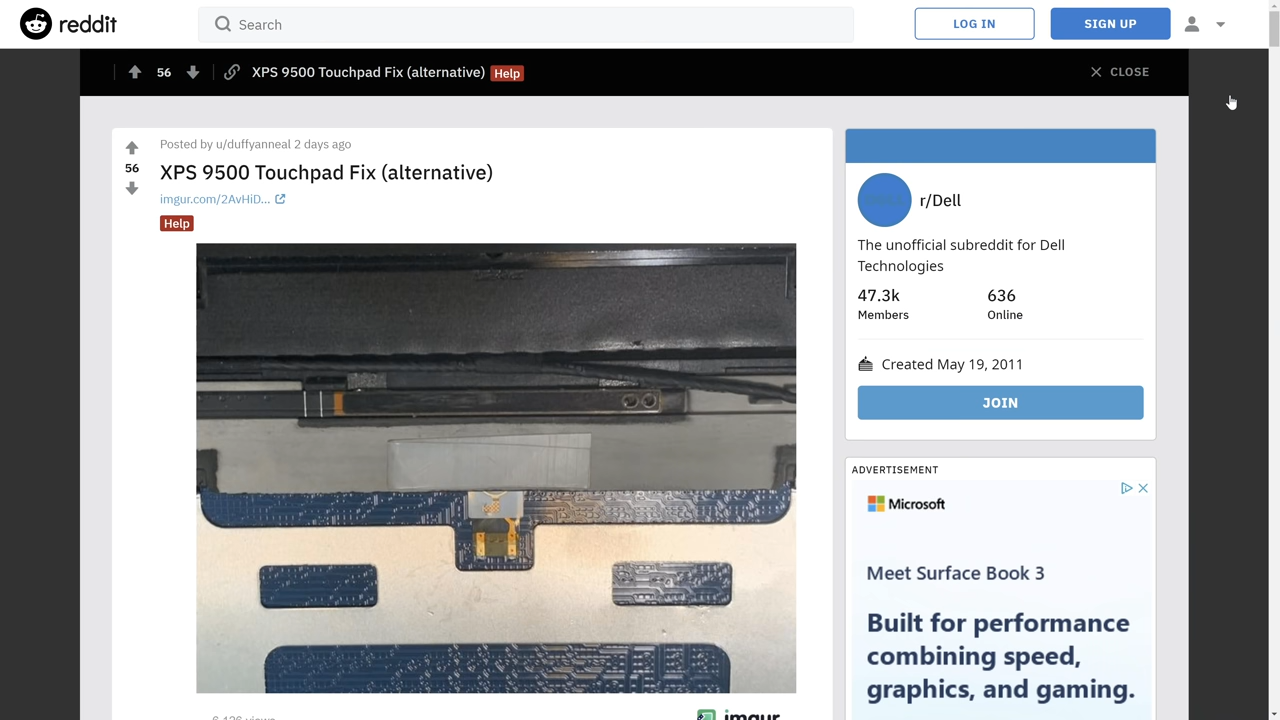 reddit
Search
LOG IN
SIGN UP
56
XPS 9500 Touchpad Fix (alternative)
Help
CLOSE
Posted by u/duffyanneal 2 days ago
56
XPS 9500 Touchpad Fix (alternative)
imgur.com/2AvHiD...
Help
r/Dell
The unofficial subreddit for Dell
Technologies
47.3k
636
Members
Online
Created May 19, 2011
JOIN
ADVERTISEMENT
Microsoft
Meet Surface Book 3
Built for performance
combining speed,
graphics, and gaming.
imgur